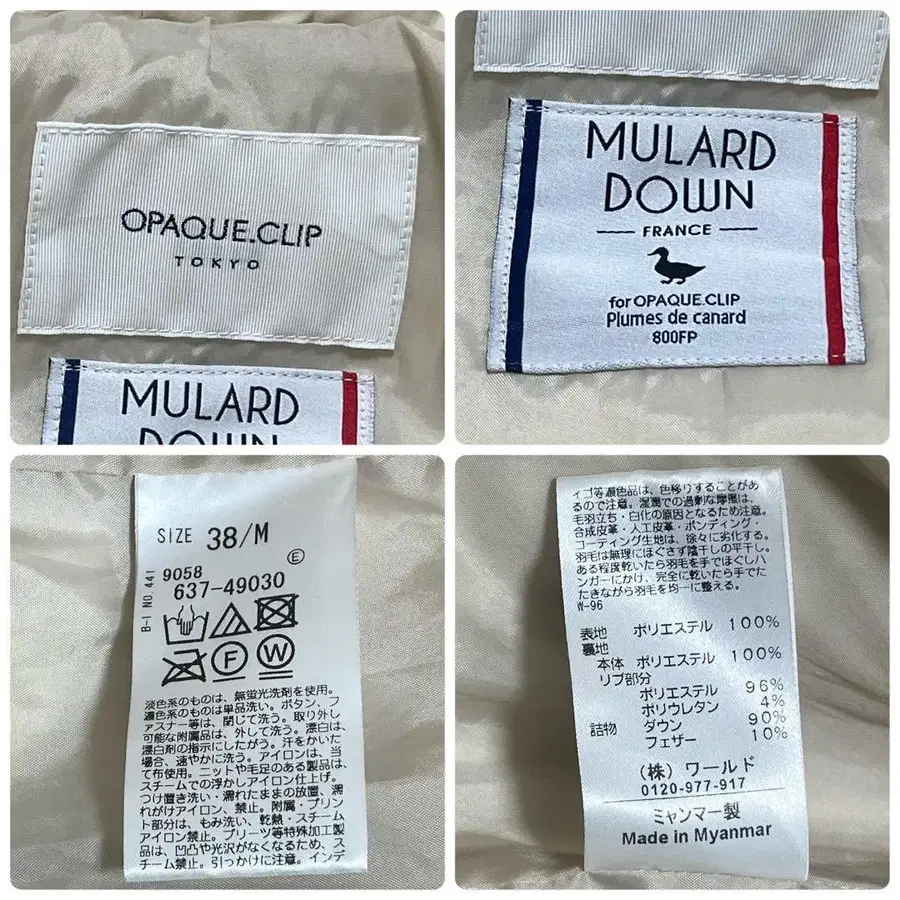 OPAQUE.CLIP
TOKYO
MULARD
DOWN
MULARD
DOWN
FRANCE
for OPAQUE.CLIP
Plumes de canard
800FP
SIZE 38/M
E
B-I NO.441
9058
637-49030
F
W
淡色系のものは、無蛍光洗剤を使用。
濃色系のものは単品洗い。ボタン、フ
ァスナー等は、閉じて洗う。取り外し
可能な附属品は、外して洗う。漂白は、
漂白剤の指示にしたがう。汗をかいた
場合、速やかに洗う。アイロンは、当
て布使用。ニットや毛足のある製品は、
スチームでの浮かしアイロン仕上げ。
つけ置き洗い・濡れたままの放置、濡
れがけアイロン、禁止。附属・プリン
ト部分は、もみ洗い、乾熱・スチーム
アイロン禁止。プリーツ等特殊加工製
品は、凹凸や光沢がなくなるため、ス
チーム禁止。引っかけに注意。インデ
ィゴ等濃色品は、色移りすることがあ
るので注意。湿潤での過剰な摩擦は、
毛羽立ち・白化の原因となるため注意。
合成皮革・人工皮革・ボンディング・
コーティング生地は、徐々に劣化する。
羽毛は無理にほぐさず陰干しの平干し。
ある程度乾いたら羽毛を手でほぐしハ
ンガーにかけ、完全に乾いたら手でた
たきながら羽毛を均一に整える。
W-96
表地 ポリエステル 100%
裏地
本体 ポリエステル 100%
リブ部分
ポリエステル 96%
ポリウレタン 4%
詰物 ダウン 90%
フェザー 10%
(株) ワールド
0120-977-917
ミャンマー製
Made in Myanmar